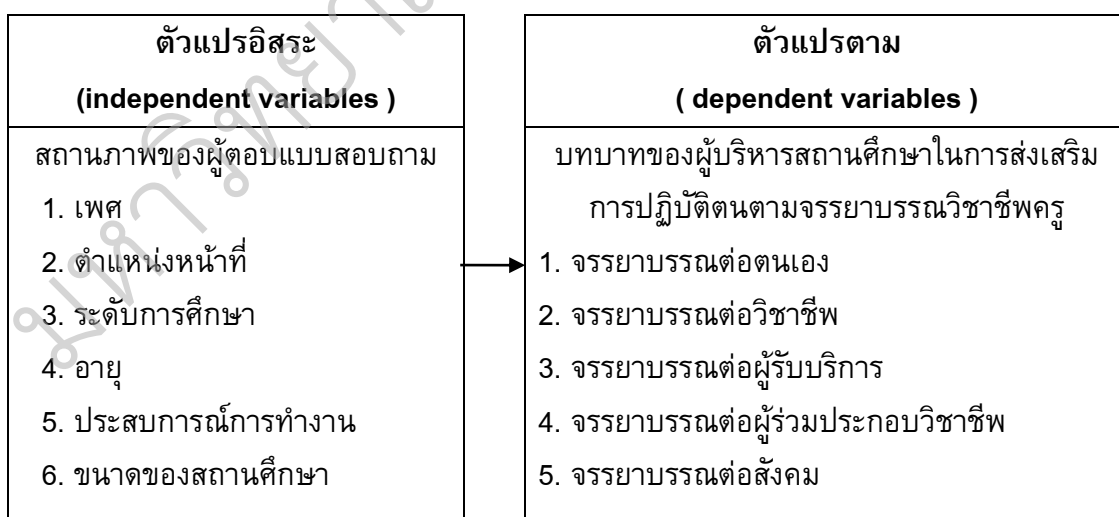 ตัวแปรอิสระ
(independent variables )
สถานภาพของผู้ตอบแบบสอบถาม
1. เพศ
2. ตำแหน่งหน้าที่
3. ระดับการศึกษา
4. อายุ
5. ประสบการณ์การทำงาน
6. ขนาดของสถานศึกษา
ตัวแปรตาม
( dependent variables )
บทบาทของผู้บริหารสถานศึกษาในการส่งเสริม
การปฏิบัติตนตามจรรยาบรรณวิชาชีพครู
1. จรรยาบรรณต่อตนเอง
2. จรรยาบรรณต่อวิชาชีพ
3. จรรยาบรรณต่อผู้รับบริการ
4. จรรยาบรรณต่อผู้ร่วมประกอบวิชาชีพ
5. จรรยาบรรณต่อสังคม